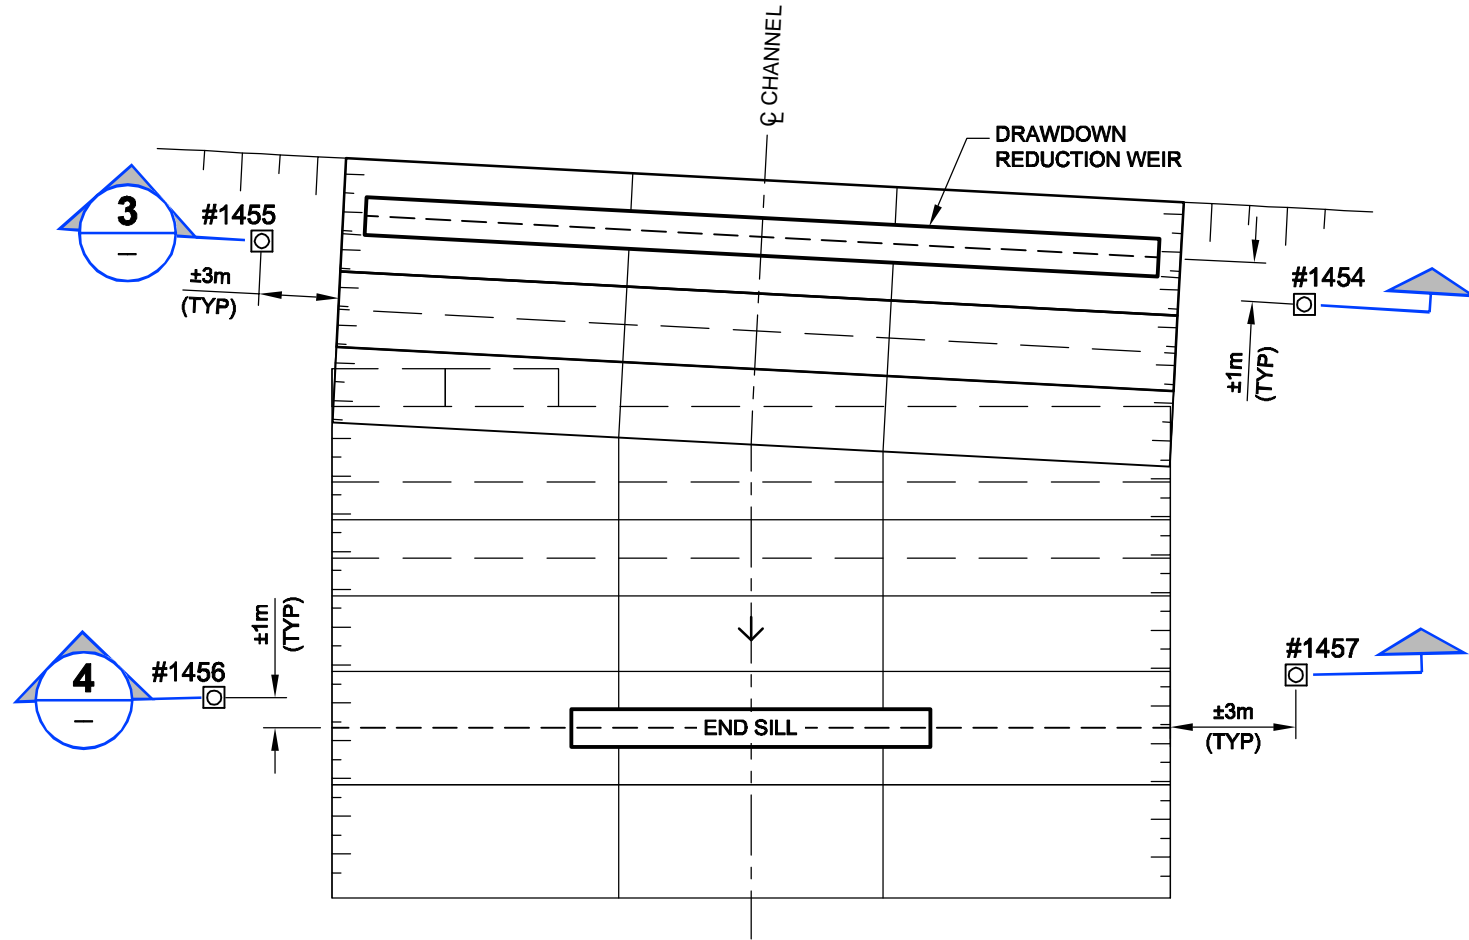 ℄ CHANNEL
DRAWDOWN
REDUCTION WEIR
3
–
#1455
±3m
(TYP)
#1454
±1m
(TYP)
±1m
(TYP)
4
–
#1456
#1457
END SILL
±3m
(TYP)